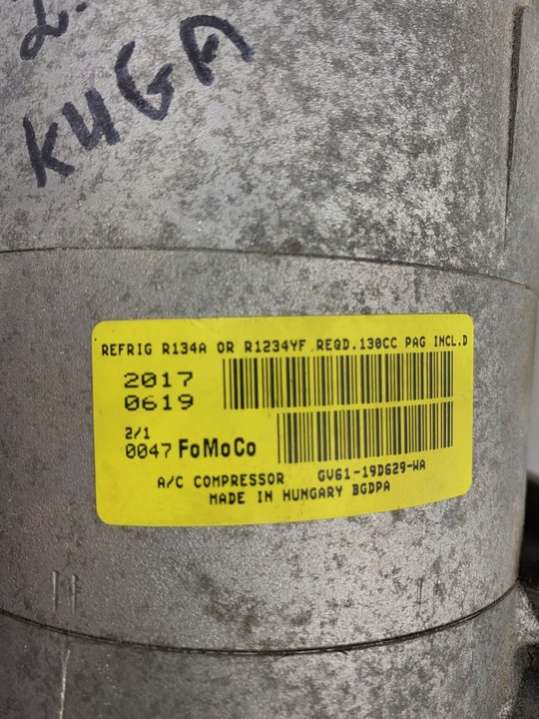 2.
KUGA
REFRIG R134A OR R1234YF REQD.130CC PAG INCL.D
2017
0619
2/1
0047 FoMoCo
A/C COMPRESSOR GV61-19D629-WA
MADE IN HUNGARY BGDPA